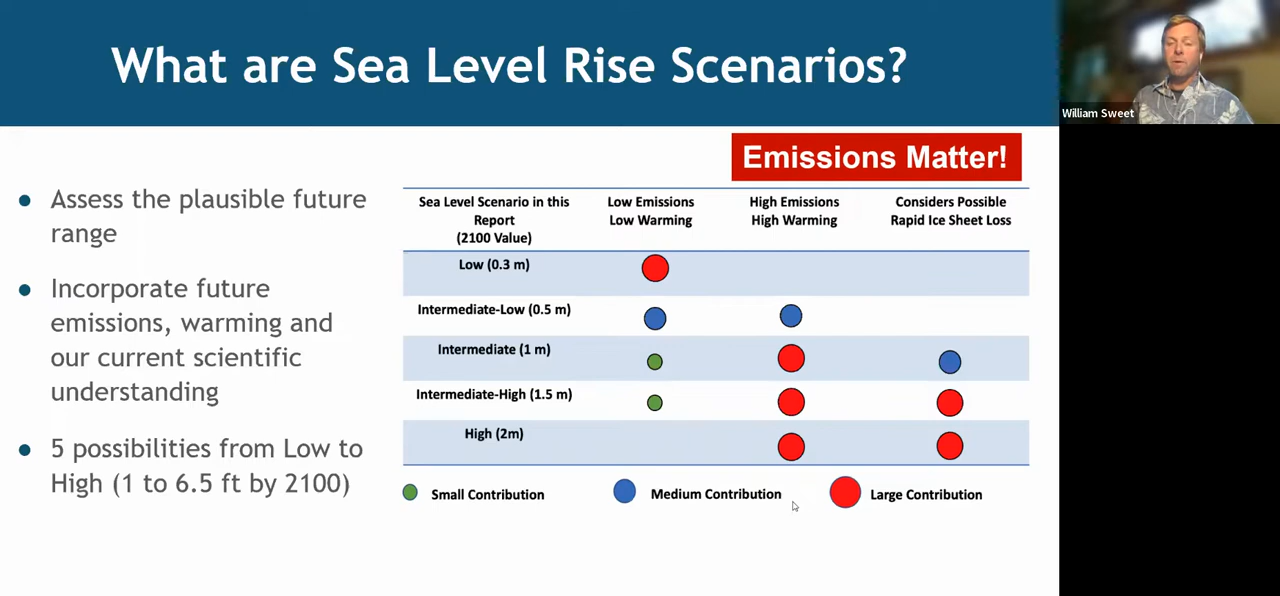 What are Sea Level Rise Scenarios?
William Sweet
Emissions Matter!
● Assess the plausible future
range
● Incorporate future
emissions, warming and
our current scientific
understanding
● 5 possibilities from Low to
High (1 to 6.5 ft by 2100)
Sea Level Scenario in this
Report
(2100 Value)
Low Emissions
Low Warming
High Emissions
High Warming
Considers Possible
Rapid Ice Sheet Loss
Low (0.3 m)
Intermediate-Low (0.5 m)
Intermediate (1 m)
Intermediate-High (1.5 m)
High (2m)
Small Contribution
Medium Contribution
Large Contribution